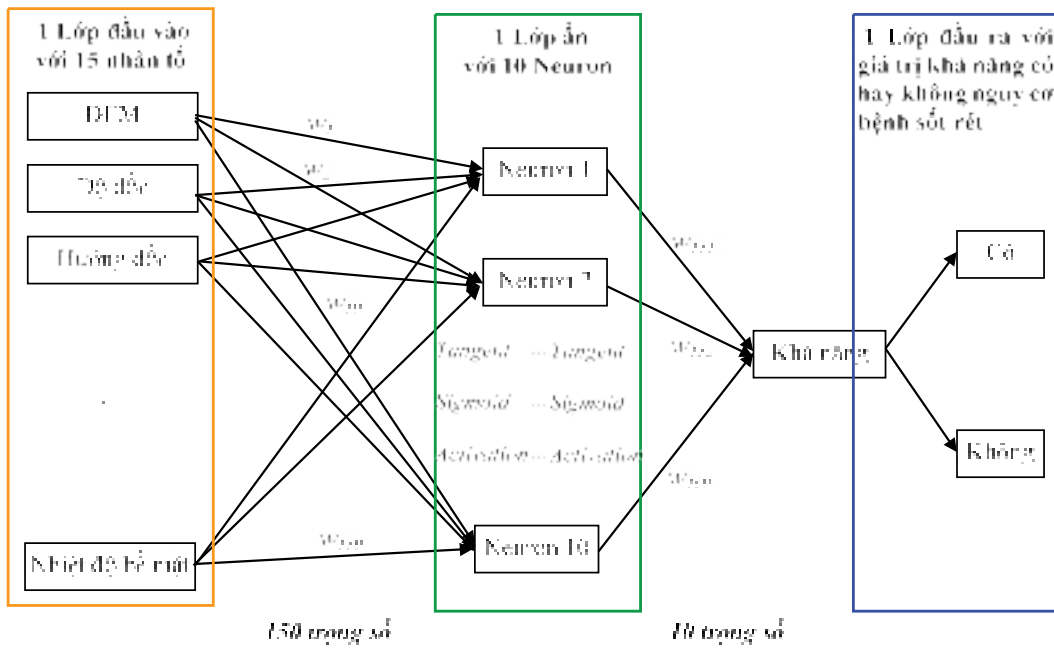 1 Lớp đầu vào
với 15 nhân tố
DEM
Độ dốc
Hướng dốc
Nhiệt độ bề mặt
1 Lớp ẩn
với 10 Neuron
Neuron 1
Neuron 2
Tangeid ... Tangeid
Sigmoid ... Sigmoid
Activation ... Activation
Neuron 10
1 Lớp đầu ra với
giá trị khả năng có
hay không nguy cơ
bệnh sốt rét
Khả năng
Có
Không
150 trọng số
10 trọng số